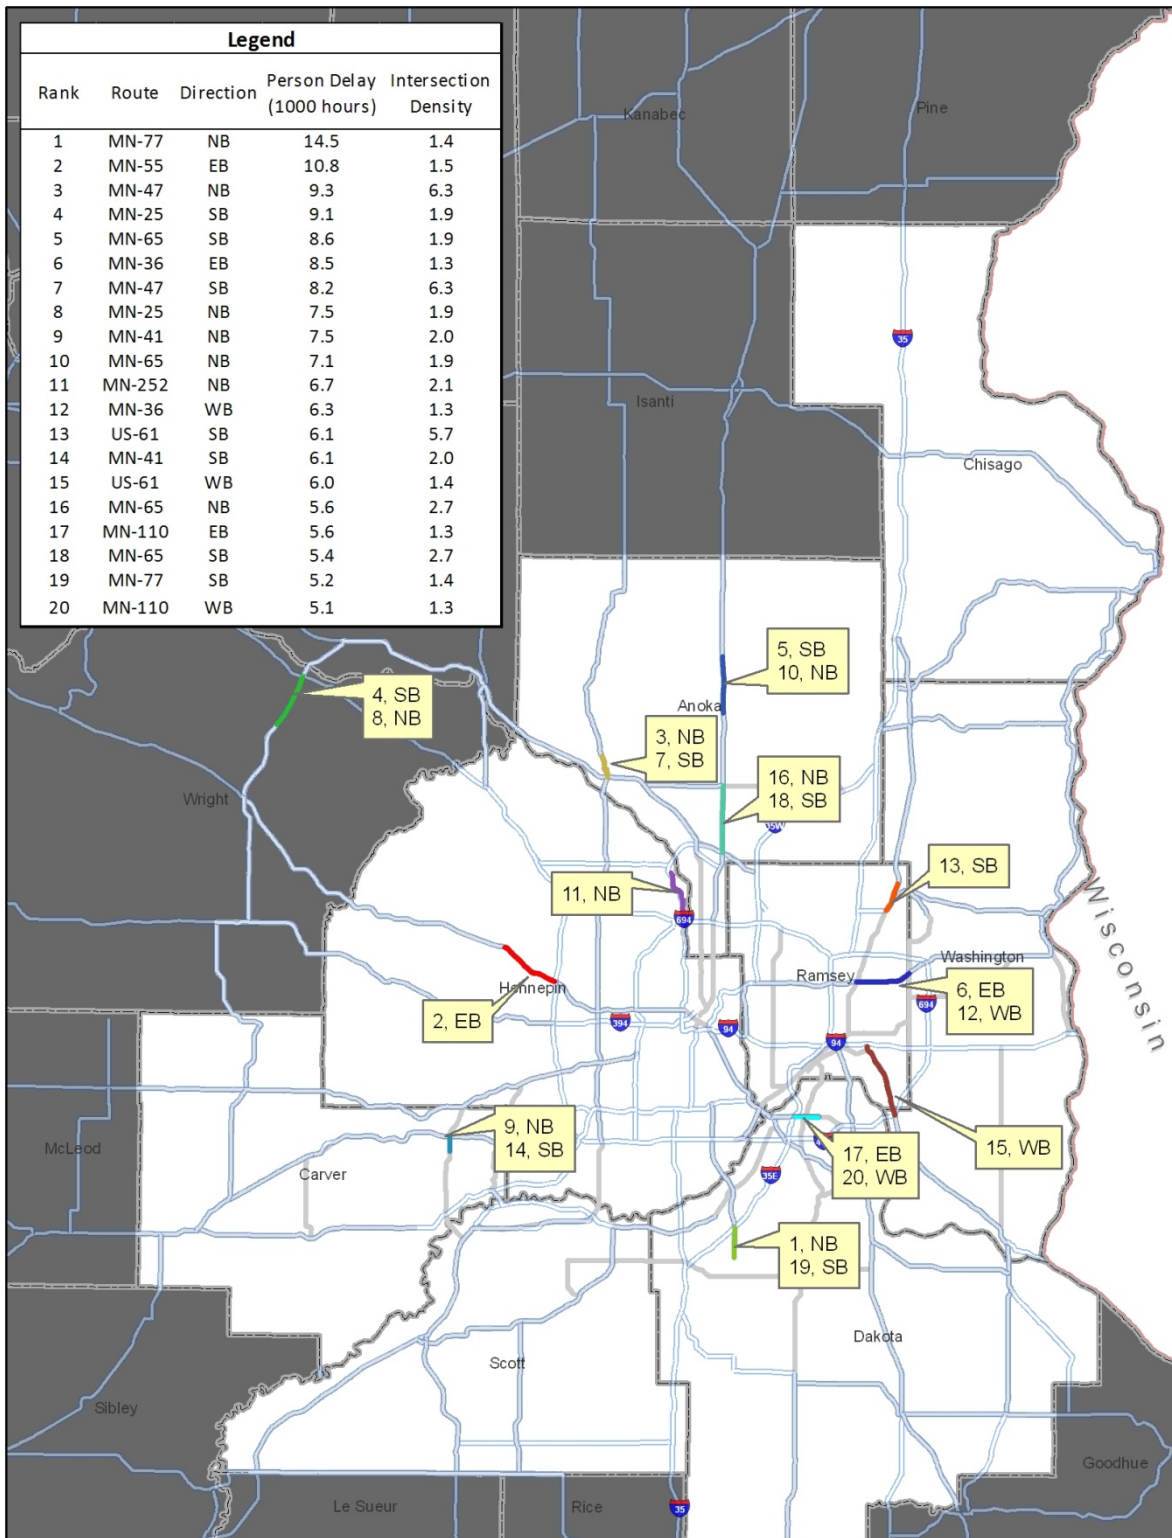 Legend
Rank Route Direction Person Delay (1000 hours) Intersection Density
1 MN-77 NB 14.5 1.4
2 MN-55 EB 10.8 1.5
3 MN-47 NB 9.3 6.3
4 MN-25 SB 9.1 1.9
5 MN-65 SB 8.6 1.9
6 MN-36 EB 8.5 1.3
7 MN-47 SB 8.2 6.3
8 MN-25 NB 7.5 1.9
9 MN-41 NB 7.5 2.0
10 MN-65 NB 7.1 1.9
11 MN-252 NB 6.7 2.1
12 MN-36 WB 6.3 1.3
13 US-61 SB 6.1 5.7
14 MN-41 SB 6.1 2.0
15 US-61 WB 6.0 1.4
16 MN-65 NB 5.6 2.7
17 MN-110 EB 5.6 1.3
18 MN-65 SB 5.4 2.7
19 MN-77 SB 5.2 1.4
20 MN-110 WB 5.1 1.3
Kanabec
Pine
35
Isanti
Chisago
5, SB
10, NB
4, SB
8, NB
Anoka
3, NB
7, SB
16, NB
18, SB
Wright
35W
13, SB
11, NB
694
Wisconsin
Washington
Ramsey
Hennepin
6, EB
12, WB
694
2, EB
394
94
94
9, NB
14, SB
McLeod
Carver
17, EB
20, WB
15, WB
35E
1, NB
19, SB
Dakota
Scott
Sibley
Goodhue
Le Sueur
Rice
35